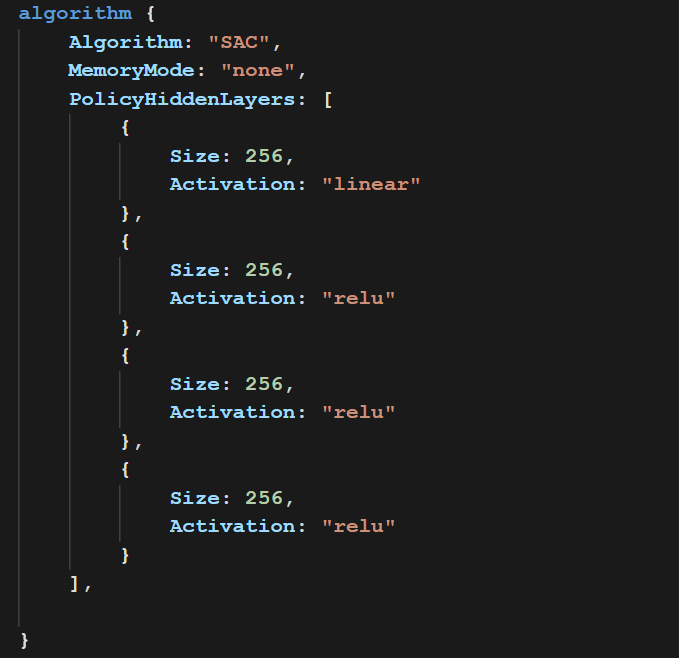 algorithm {
Algorithm: "SAC",
MemoryMode: "none",
PolicyHiddenLayers: [
{
Size: 256,
Activation: "linear"
},
{
Size: 256,
Activation: "relu"
},
{
Size: 256,
Activation: "relu"
},
{
Size: 256,
Activation: "relu"
}
],
}